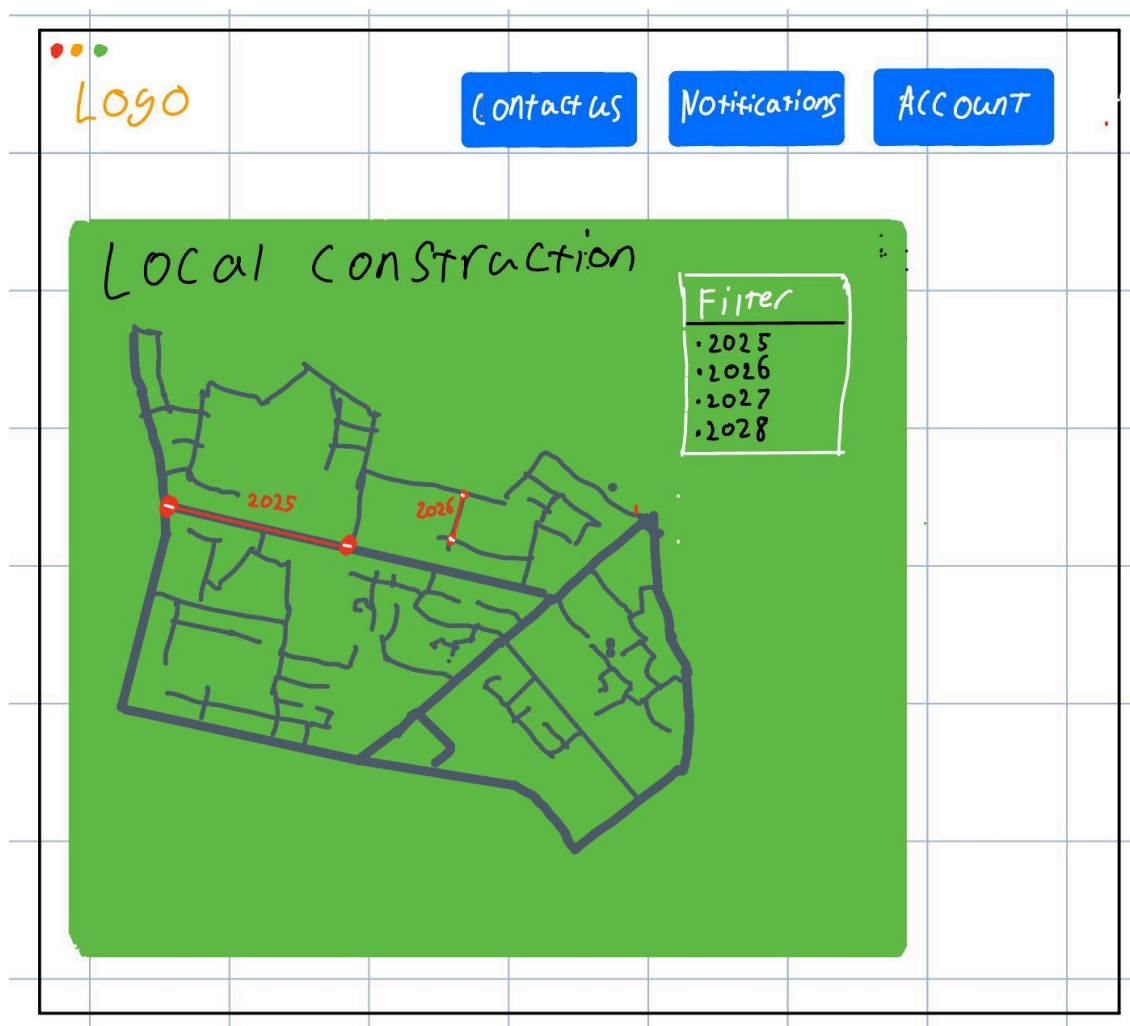 Logo
Contact us
Notifications
Account
Local Constraction
Filter
·2025
·2026
·2027
·2028
2025
2026